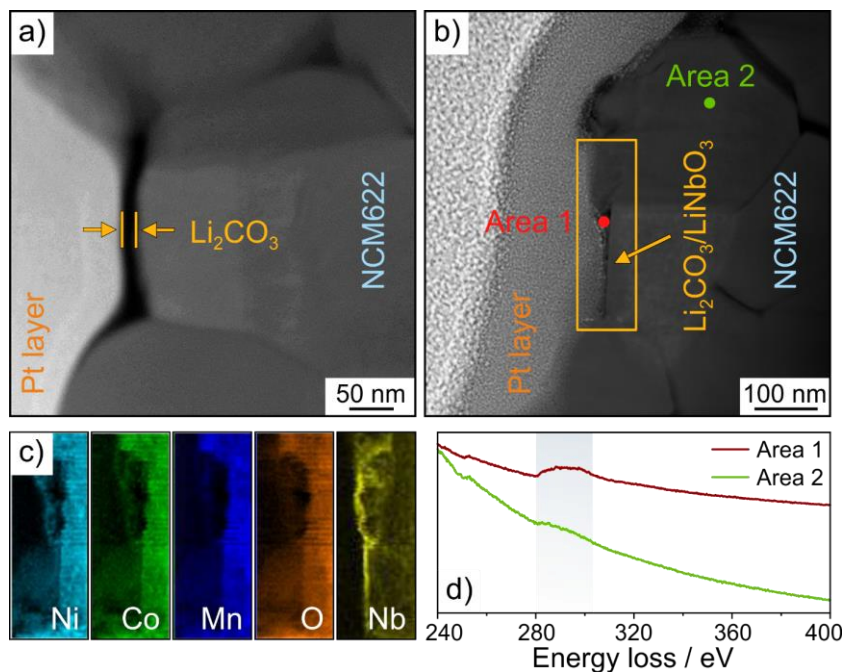 a)
Li₂CO₃
Pt layer
NCM622
50 nm
b)
Area 2
Area 1
Li₂CO₃/LiNbO₃
Pt layer
NCM622
100 nm
c)
Ni
Co
Mn
O
Nb
Area 1
Area 2
d)
240 280 320 360 400
Energy loss / eV